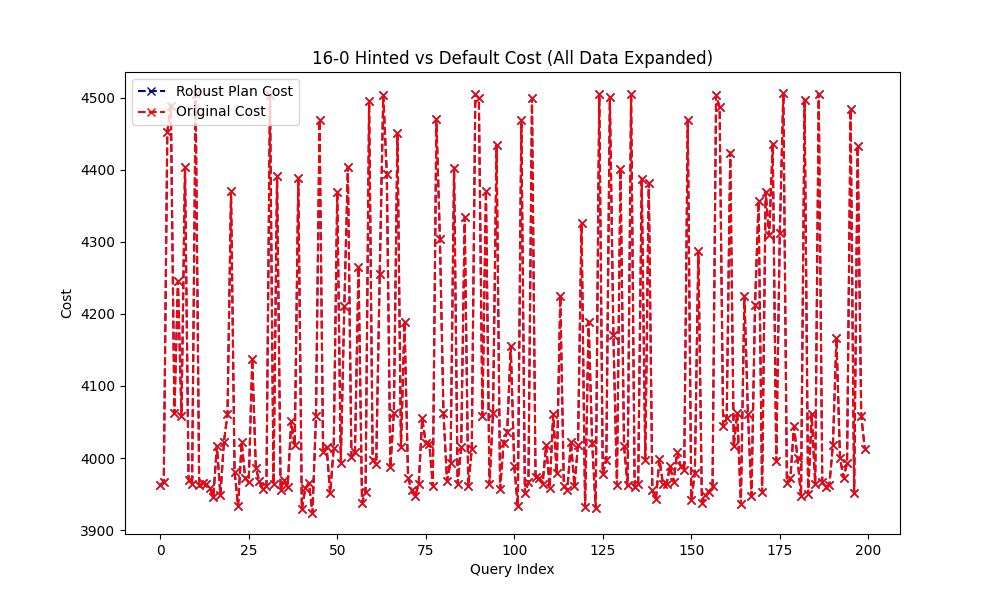 16-0 Hinted vs Default Cost (All Data Expanded)
Robust Plan Cost
Original Cost
4500
4400
4300
4200
4100
4000
3900
Cost
0 25 50 75 100 125 150 175 200
Query Index